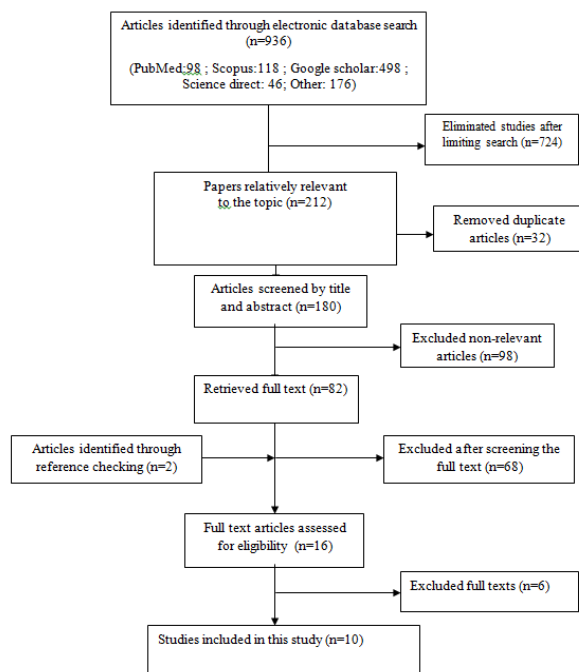 Articles identified through electronic database search
(n=936)
(PubMed:98 ; Scopus:118 ; Google scholar:498 ;
Science direct: 46; Other: 176)
Eliminated studies after
limiting search (n=724)
Papers relatively relevant
to the topic (n=212)
Removed duplicate
articles (n=32)
Articles screened by title
and abstract (n=180)
Excluded non-relevant
articles (n=98)
Retrieved full text (n=82)
Articles identified through
reference checking (n=2)
Excluded after screening the
full text (n=68)
Full text articles assessed
for eligibility (n=16)
Excluded full texts (n=6)
Studies included in this study (n=10)